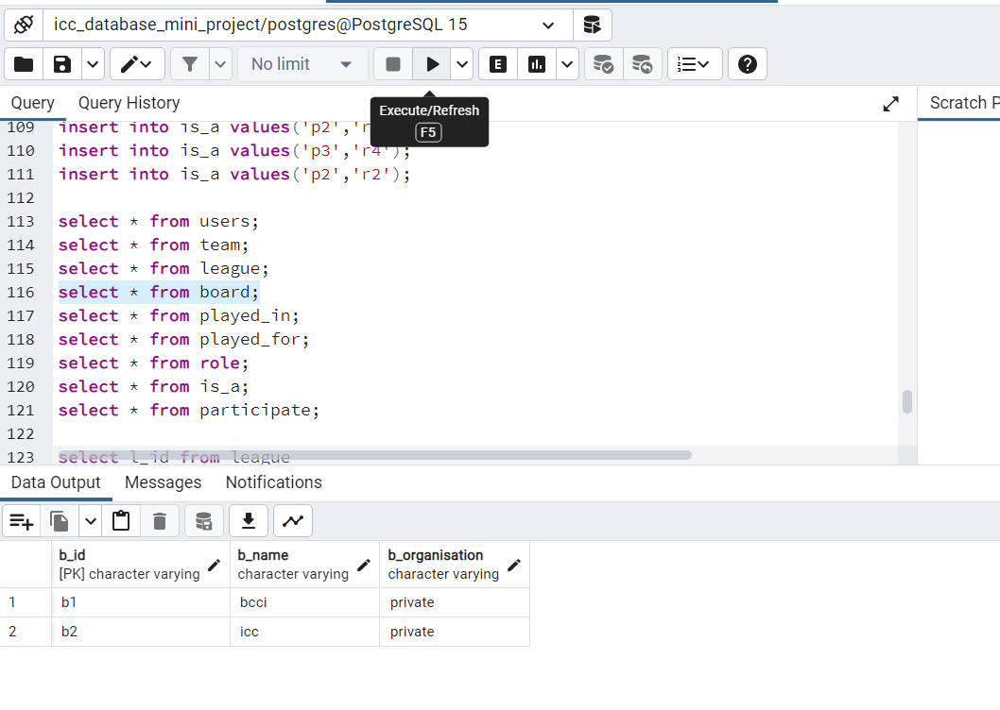 icc_database_mini_project/postgres@PostgreSQL 15
No limit
E
Query Query History Scratch P
Execute/Refresh
F5
109 insert into is_a values('p2','r
110 insert into is_a values('p3','r4');
111 insert into is_a values('p2','r2');
112
113 select * from users;
114 select * from team;
115 select * from league;
116 select * from board;
117 select * from played_in;
118 select * from played_for;
119 select * from role;
120 select * from is_a;
121 select * from participate;
122
123 select l_id from league
Data Output Messages Notifications
b_id b_name b_organisation
[PK] character varying character varying character varying
1 b1 bcci private
2 b2 icc private